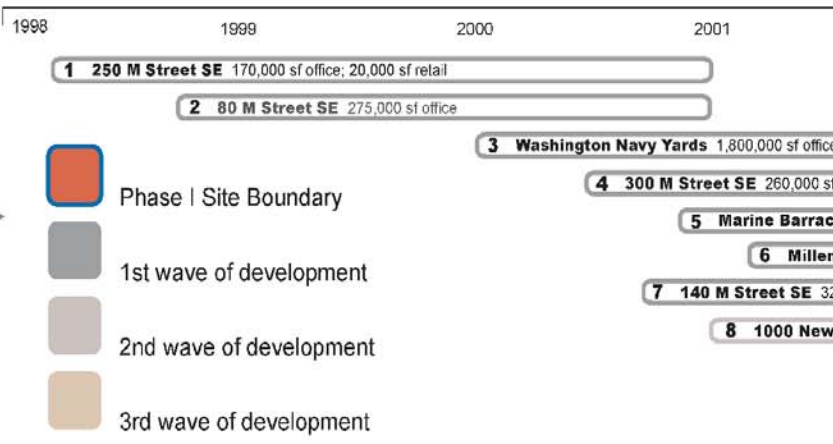 1998 1999 2000 2001
1 250 M Street SE 170,000 sf office; 20,000 sf retail
2 80 M Street SE 275,000 sf office
3 Washington Navy Yards 1,800,000 sf office
4 300 M Street SE 260,000 sf
Phase I Site Boundary
5 Marine Barrac
6 Millen
1st wave of development
7 140 M Street SE 32
8 1000 New
2nd wave of development
3rd wave of development